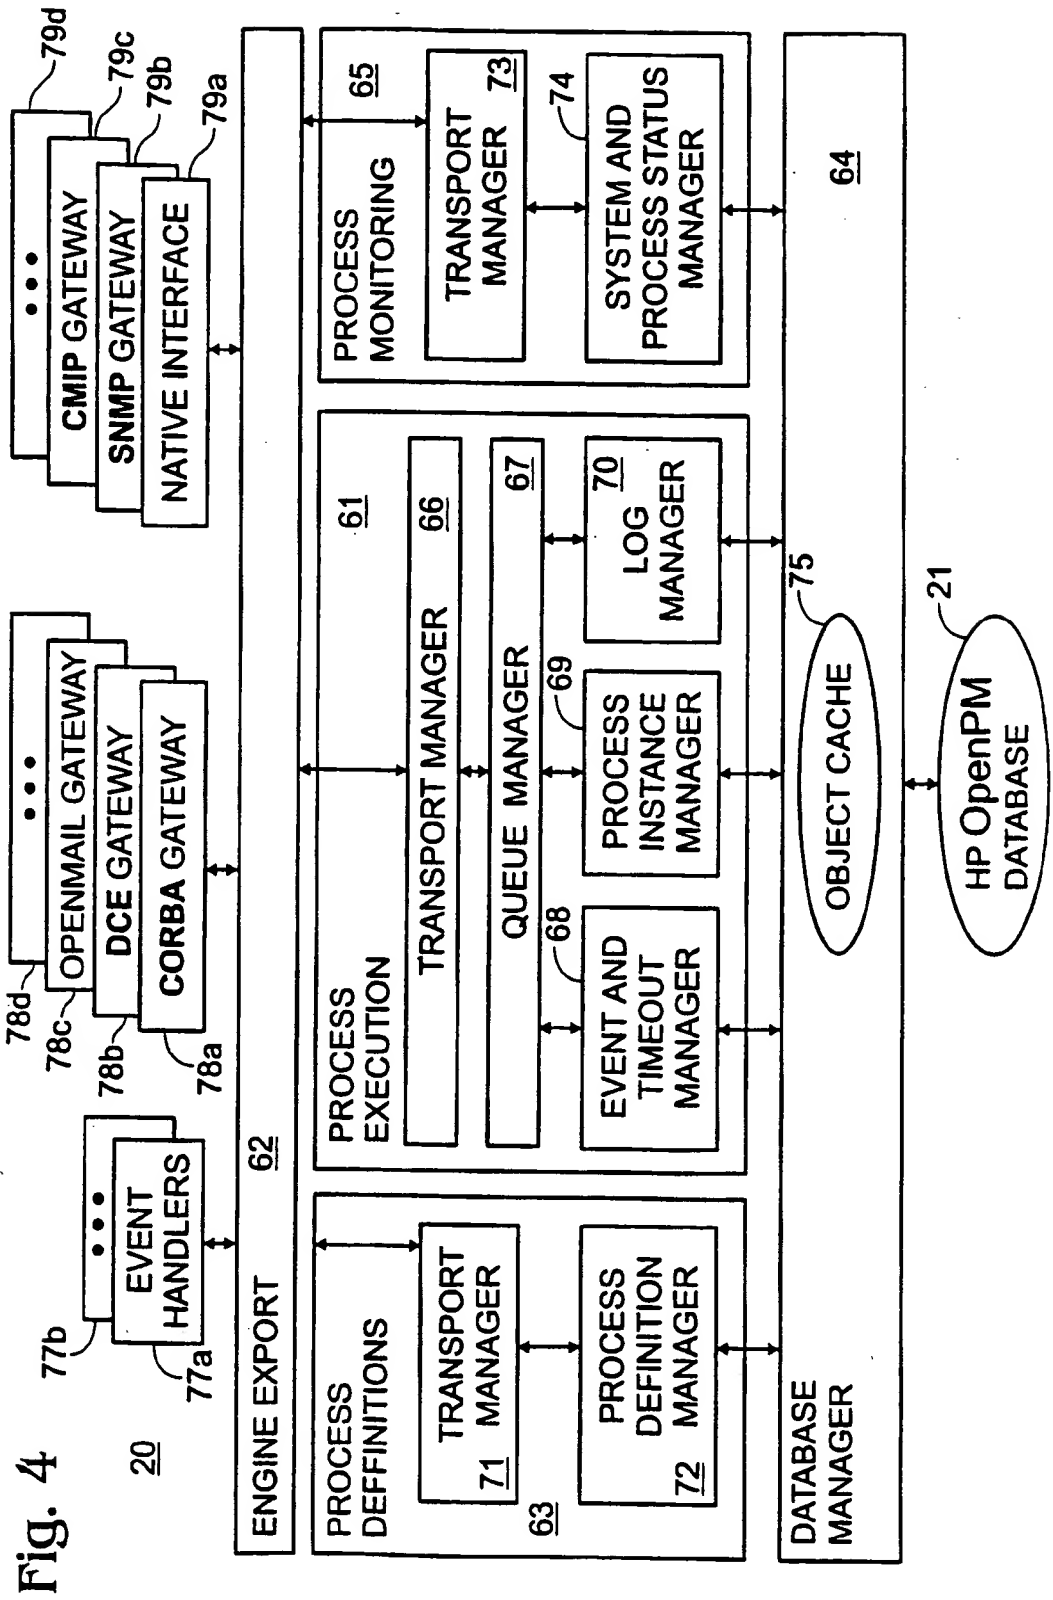 Fig. 4
20
77b
77a
EVENT
HANDLERS
78d
78c
78b
78a
OPENMAIL GATEWAY
DCE GATEWAY
CORBA GATEWAY
79d
79c
79b
79a
CMIP GATEWAY
SNMP GATEWAY
NATIVE INTERFACE
ENGINE EXPORT
62
PROCESS
DEFFINITIONS
63
TRANSPORT
MANAGER
71
PROCESS
DEFINITION
MANAGER
72
PROCESS
EXECUTION
61
TRANSPORT MANAGER
66
QUEUE MANAGER
67
68
EVENT AND
TIMEOUT
MANAGER
69
PROCESS
INSTANCE
MANAGER
70
LOG
MANAGER
PROCESS
MONITORING
65
TRANSPORT
MANAGER
73
74
SYSTEM AND
PROCESS STATUS
MANAGER
DATABASE
MANAGER
64
OBJECT CACHE
75
HP OpenPM
DATABASE
21